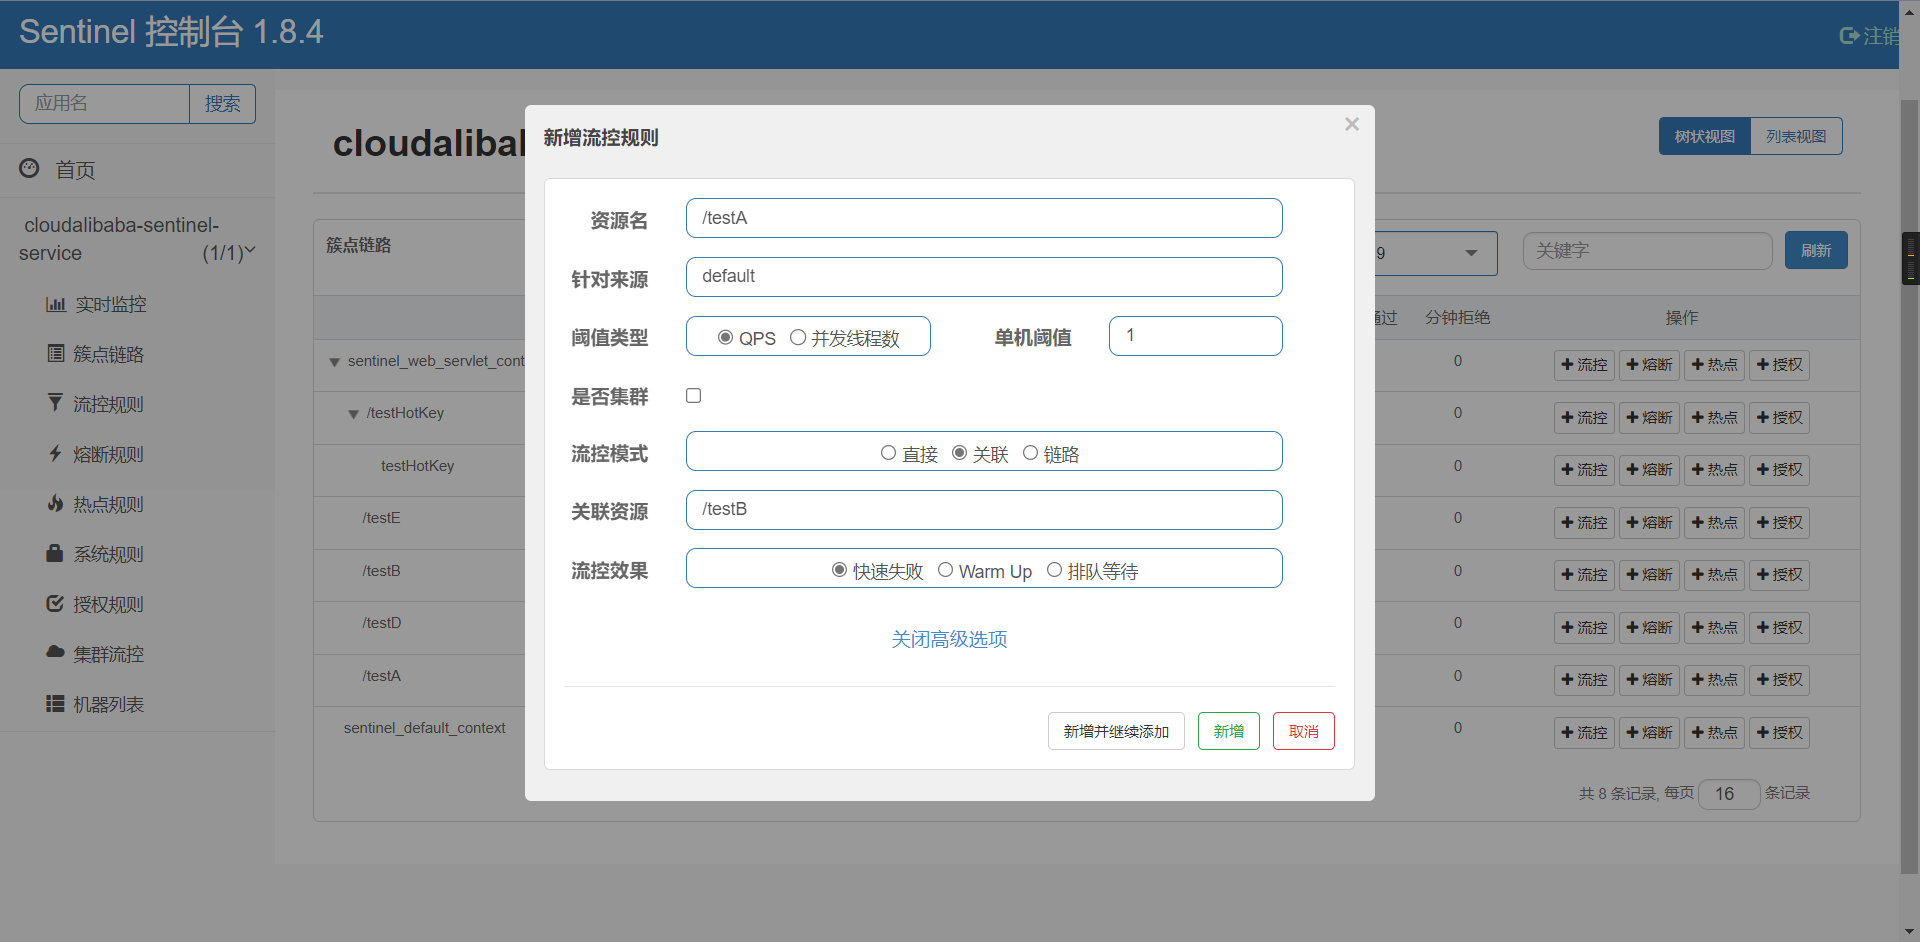 Sentinel 控制台 1.8.4
注销
应用名
搜索
首页
cloudalibaba-sentinel-
service
(1/1)
实时监控
簇点链路
流控规则
熔断规则
热点规则
系统规则
授权规则
集群流控
机器列表
cloudaliba
树状视图
列表视图
簇点链路
9
关键字
刷新
通过
分钟拒绝
操作
sentinel_web_servlet_cont
0
流控
熔断
热点
授权
/testHotKey
0
流控
熔断
热点
授权
testHotKey
0
流控
熔断
热点
授权
/testE
0
流控
熔断
热点
授权
/testB
0
流控
熔断
热点
授权
/testD
0
流控
熔断
热点
授权
/testA
0
流控
熔断
热点
授权
sentinel_default_context
0
流控
熔断
热点
授权
共 8 条记录, 每页
16
条记录
新增流控规则
×
资源名
/testA
针对来源
default
阈值类型
QPS
并发线程数
单机阈值
1
是否集群
流控模式
直接
关联
链路
关联资源
/testB
流控效果
快速失败
Warm Up
排队等待
关闭高级选项
新增并继续添加
新增
取消